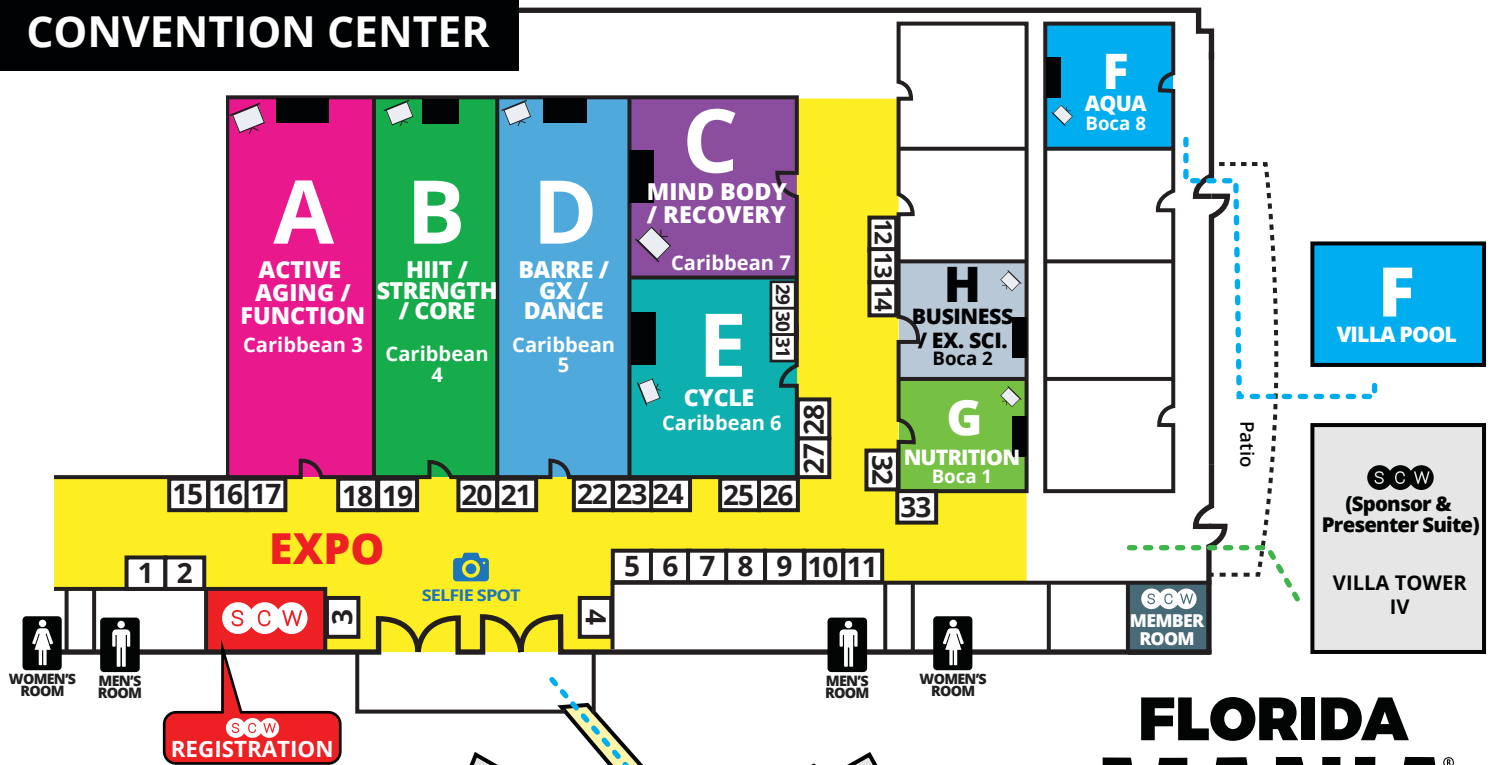 CONVENTION CENTER
A
ACTIVE
AGING /
FUNCTION
Caribbean 3
B
HIIT /
STRENGTH
/ CORE
Caribbean
4
D
BARRE /
GX /
DANCE
Caribbean
5
C
MIND BODY
/ RECOVERY
Caribbean 7
E
CYCLE
Caribbean 6
29
30
31
28
27
12
13
14
32
33
F
AQUA
Boca 8
H
BUSINESS
/ EX. SCI.
Boca 2
G
NUTRITION
Boca 1
Patio
F
VILLA POOL
SCW
(Sponsor &
Presenter Suite)
VILLA TOWER
IV
15 16 17 18 19 20 21 22 23 24 25 26
EXPO
SELFIE SPOT
1 2
5 6 7 8 9 10 11
SCW
3
4
SCW
MEMBER
ROOM
WOMEN'S
ROOM
MEN'S
ROOM
MEN'S
ROOM
WOMEN'S
ROOM
SCW
REGISTRATION
FLORIDA
MANIA®